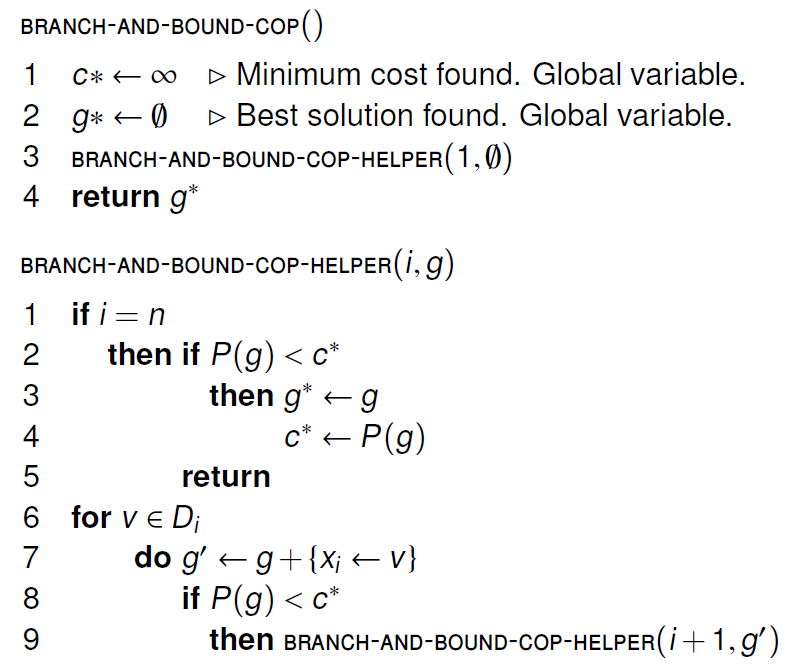 BRANCH-AND-BOUND-COP()
1 c* ← ∞ ▷ Minimum cost found. Global variable.
2 g* ← ∅ ▷ Best solution found. Global variable.
3 BRANCH-AND-BOUND-COP-HELPER(1,∅)
4 return g*
BRANCH-AND-BOUND-COP-HELPER(i,g)
1 if i = n
2 then if P(g) < c*
3 then g* ← g
4 c* ← P(g)
5 return
6 for v ∈ Dᵢ
7 do g′ ← g+{xᵢ ← v}
8 if P(g) < c*
9 then BRANCH-AND-BOUND-COP-HELPER(i+1,g′)